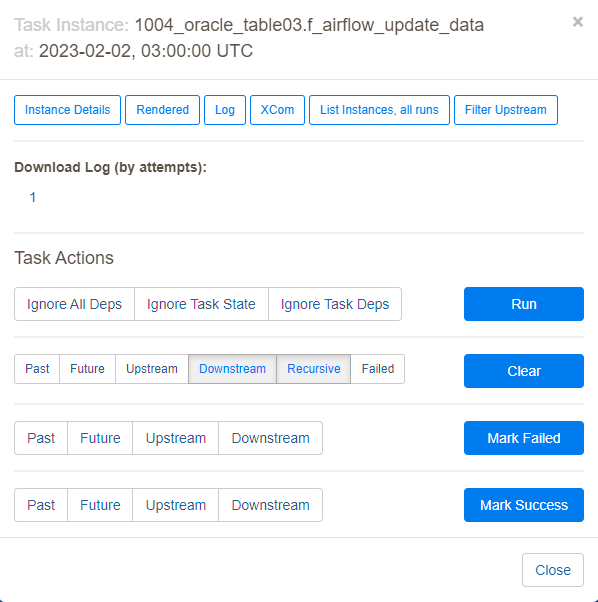 Task Instance: 1004_oracle_table03.f_airflow_update_data ×
at: 2023-02-02, 03:00:00 UTC
Instance Details Rendered Log XCom List Instances, all runs Filter Upstream
Download Log (by attempts):
1
Task Actions
Ignore All Deps Ignore Task State Ignore Task Deps Run
Past Future Upstream Downstream Recursive Failed Clear
Past Future Upstream Downstream Mark Failed
Past Future Upstream Downstream Mark Success
Close